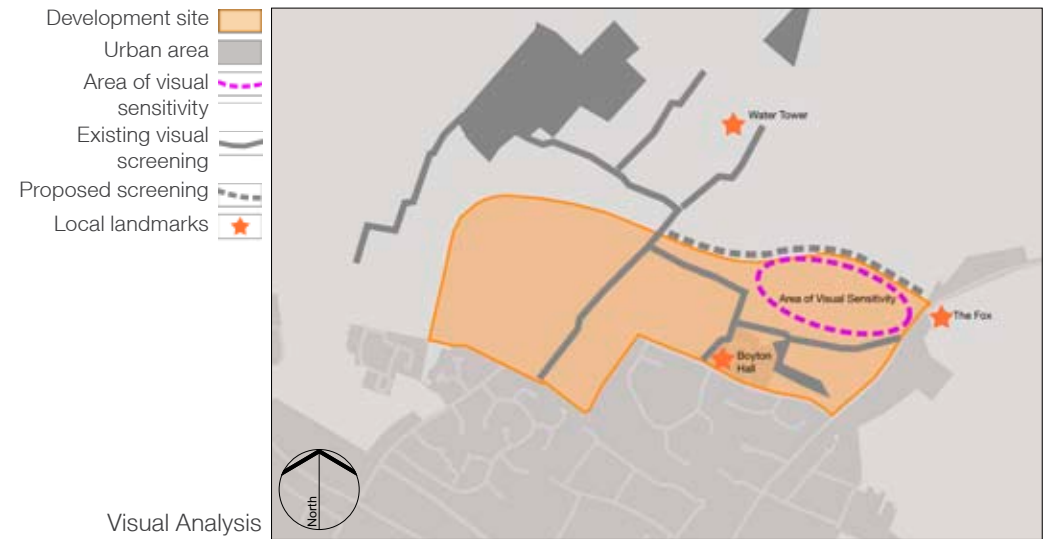 Development site
Urban area
Area of visual
sensitivity
Existing visual
screening
Proposed screening
Local landmarks
Water Tower
Area of Visual Sensitivity
The Fox
Boyton
Hall
North
Visual Analysis